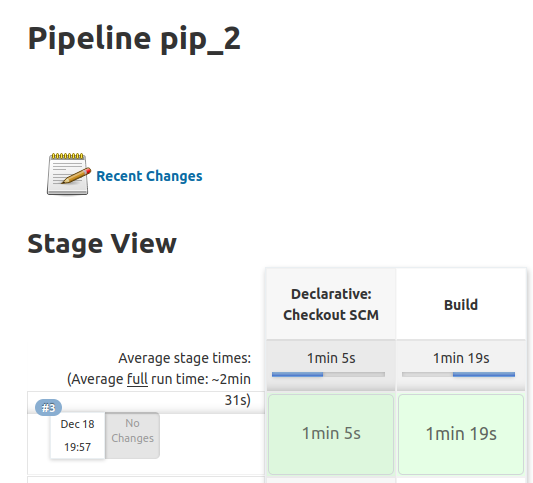 Pipeline pip_2
Recent Changes
Stage View
Declarative:
Checkout SCM
Build
Average stage times:
(Average full run time: ~2min
31s)
1min 5s
1min 19s
#3
Dec 18
19:57
No
Changes
1min 5s
1min 19s